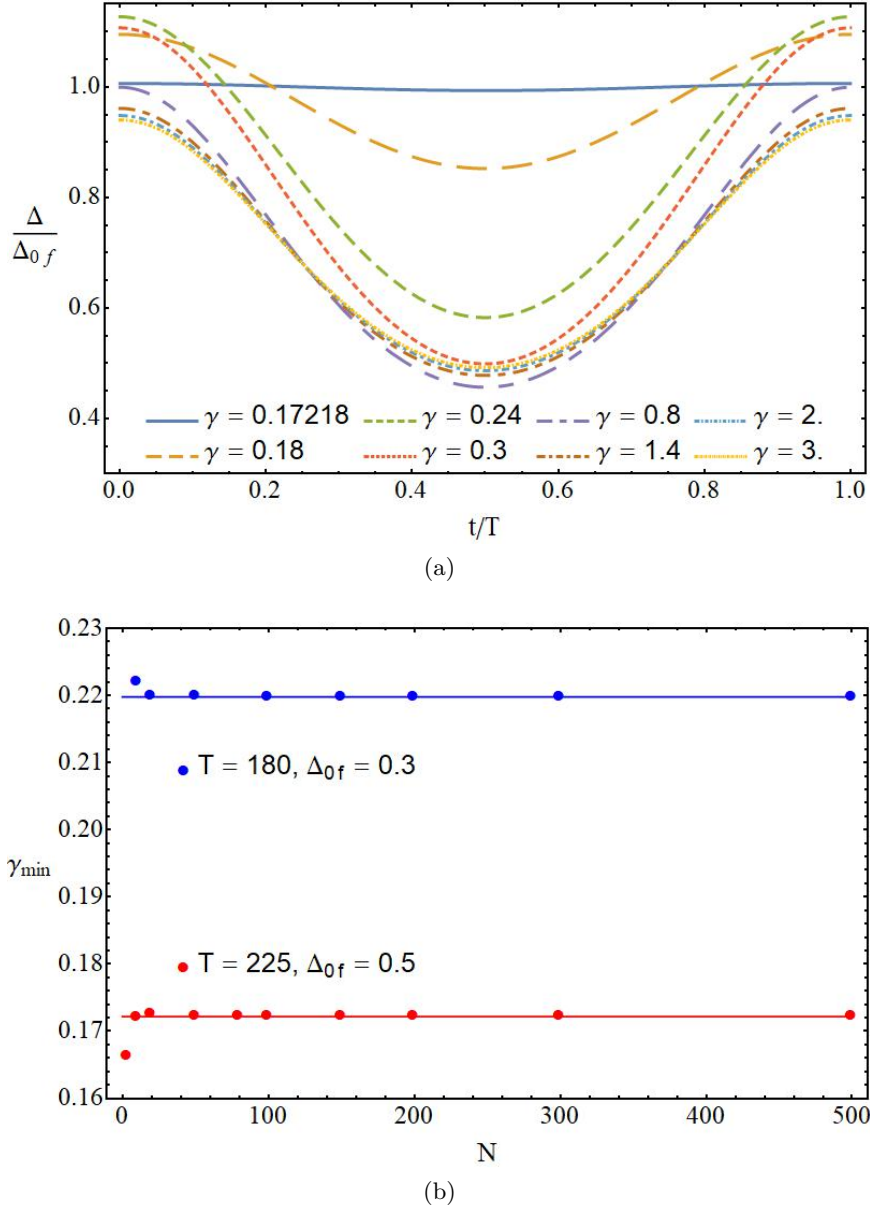 1.0
0.8
Δ
Δ0 f
0.6
0.4
γ = 0.17218 γ = 0.24 γ = 0.8 γ = 2.
γ = 0.18 γ = 0.3 γ = 1.4 γ = 3.
0.0 0.2 0.4 0.6 0.8 1.0
t/T
(a)
0.23
0.22
0.21
T = 180, Δ0f = 0.3
0.20
γmin
0.19
0.18
T = 225, Δ0f = 0.5
0.17
0.16
0 100 200 300 400 500
N
(b)